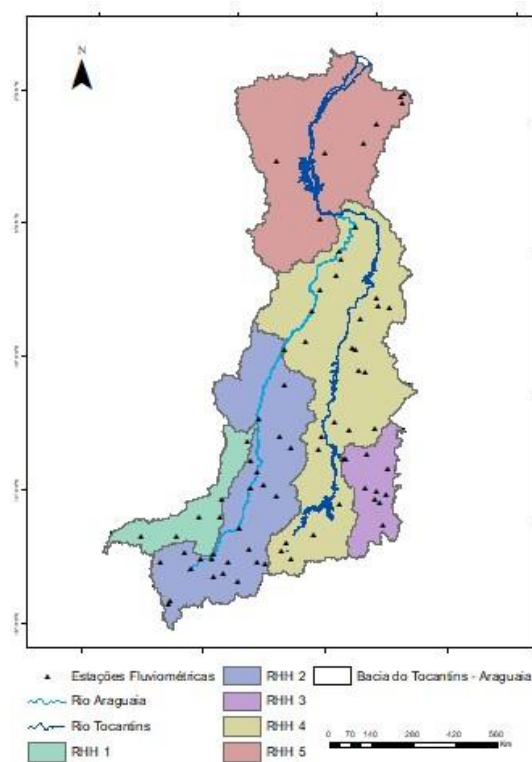 N
Estações Fluviométricas
Rio Araguaia
Rio Tocantins
RHH 1
RHH 2
RHH 3
RHH 4
RHH 5
Bacia do Tocantins - Araguaia
0 70 140 280 420 560
Km